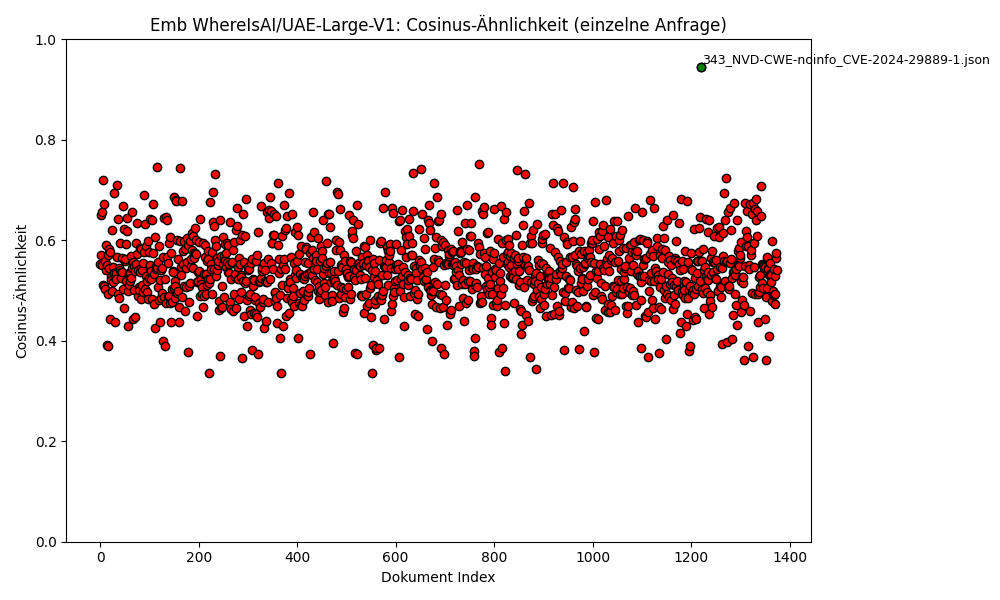 Emb WhereIsAI/UAE-Large-V1: Cosinus-Ähnlichkeit (einzelne Anfrage)
1.0
343_NVD-CWE-noinfo_CVE-2024-29889-1.json
0.8
0.6
Cosinus-Ähnlichkeit
0.4
0.2
0.0
0 200 400 600 800 1000 1200 1400
Dokument Index